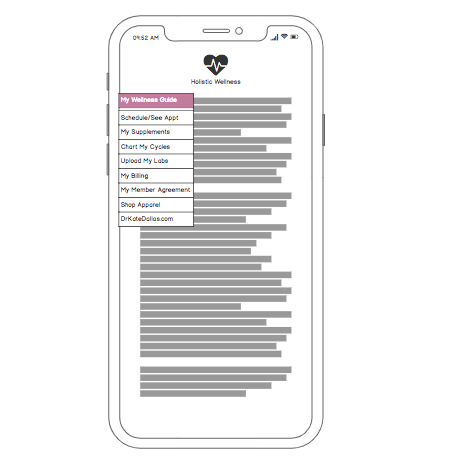 09:52 AM
Holistic Wellness
My Wellness Guide
Schedule/See Appt
My Supplements
Chart My Cycles
Upload My Labs
My Billing
My Member Agreement
Shop Apparel
DrKateDallas.com